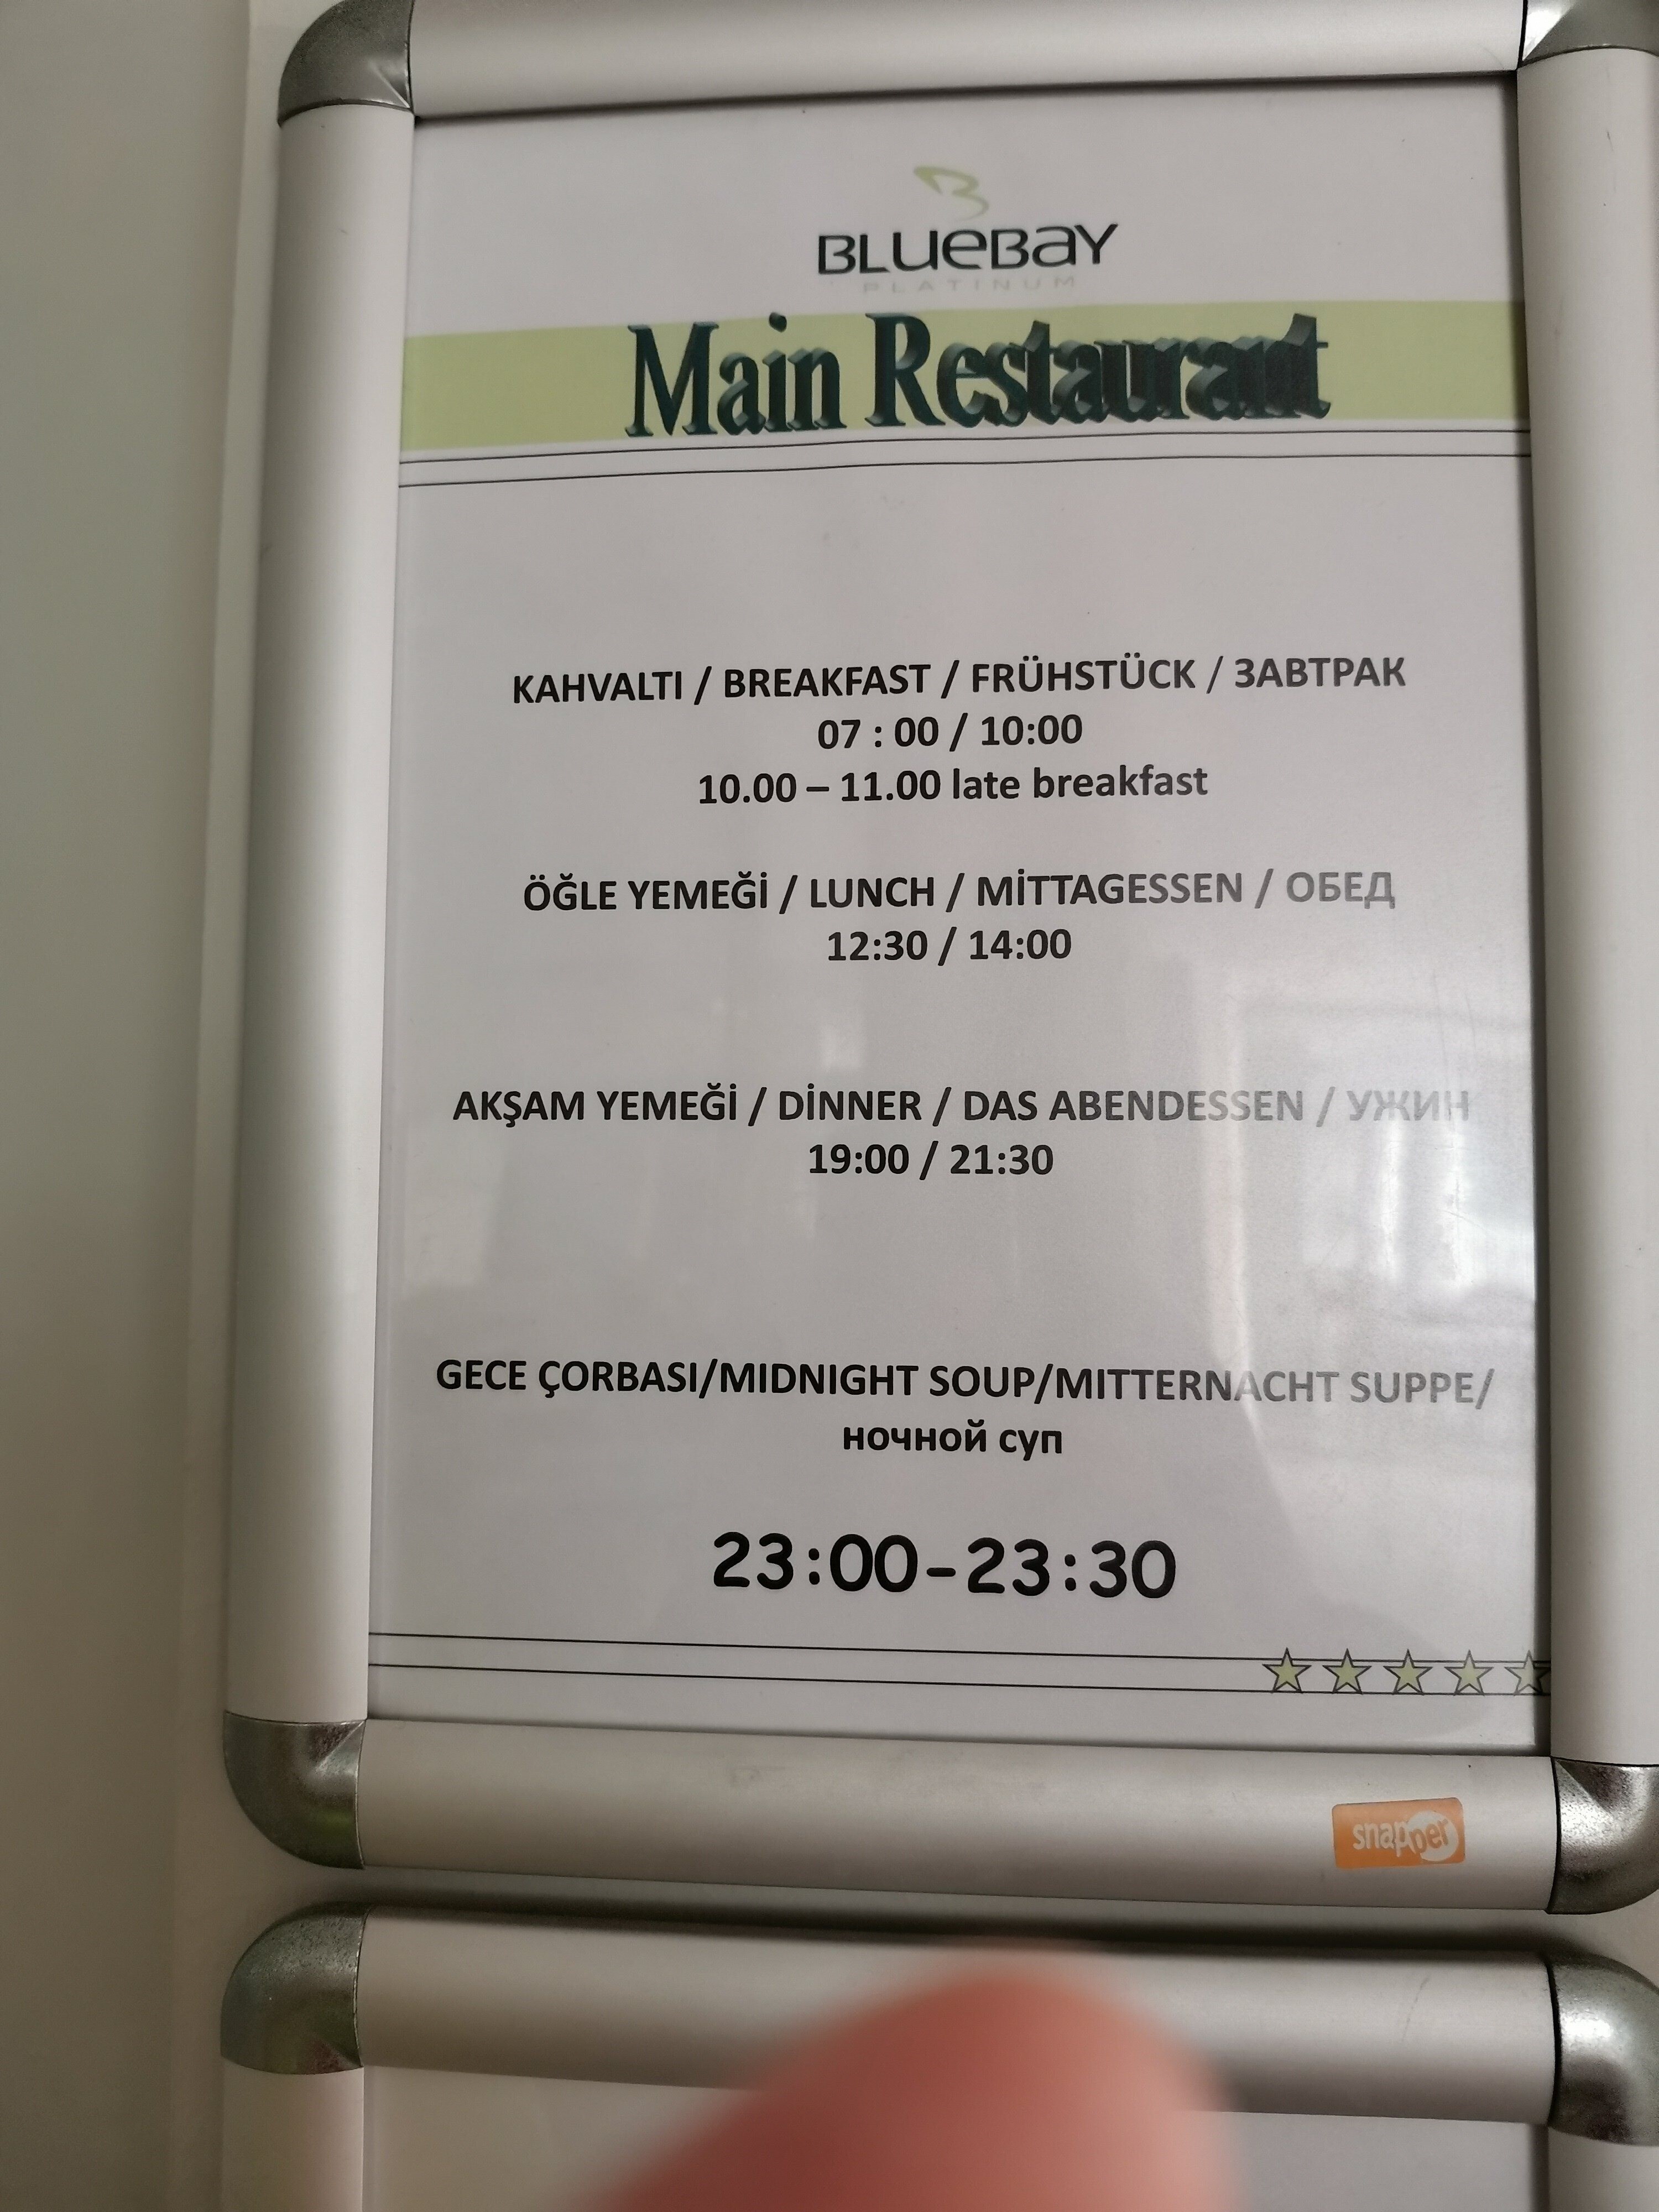 BLUEBAY
PLATINUM
Main Restaurant
KAHVALTI / BREAKFAST / FRÜHSTÜCK / ЗАВТРАК
07 : 00 / 10:00
10.00 – 11.00 late breakfast
ÖĞLE YEMEĞİ / LUNCH / MİTTAGESSEN / ОБЕД
12:30 / 14:00
AKŞAM YEMEĞİ / DİNNER / DAS ABENDESSEN / УЖИН
19:00 / 21:30
GECE ÇORBASI/MIDNIGHT SOUP/MITTERNACHT SUPPE/
ночной суп
23:00-23:30
snapper